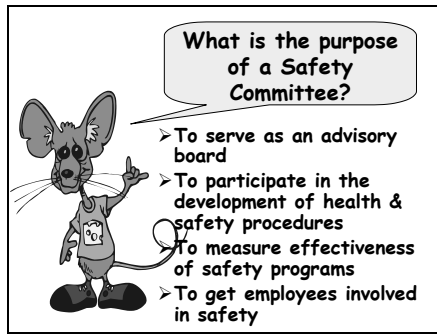 What is the purpose
of a Safety
Committee?
➢To serve as an advisory
board
➢To participate in the
development of health &
safety procedures
➢To measure effectiveness
of safety programs
➢To get employees involved
in safety